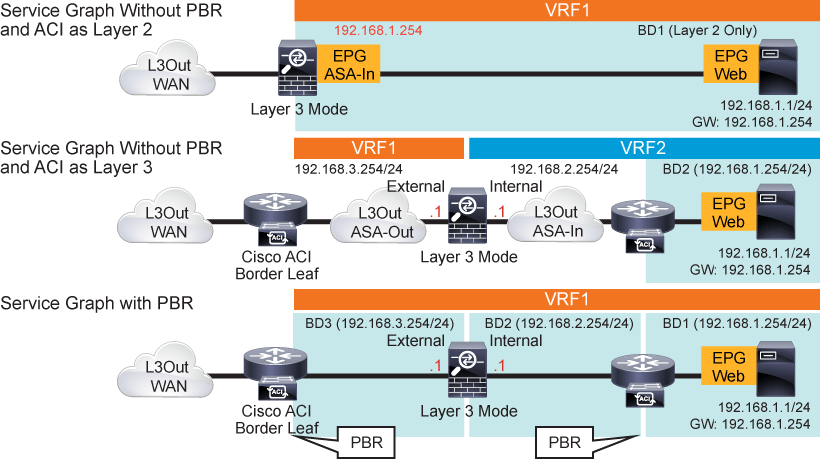 Service Graph Without PBR
and ACI as Layer 2
VRF1
192.168.1.254
BD1 (Layer 2 Only)
L3Out
WAN
EPG
ASA-In
EPG
Web
Layer 3 Mode
192.168.1.1/24
GW: 192.168.1.254
Service Graph Without PBR
and ACI as Layer 3
VRF1
VRF2
192.168.3.254/24
192.168.2.254/24
BD2 (192.168.1.254/24)
External
Internal
L3Out
WAN
L3Out
ASA-Out
.1
.1
L3Out
ASA-In
EPG
Web
ACI
ACI
Cisco ACI
Border Leaf
Layer 3 Mode
192.168.1.1/24
GW: 192.168.1.254
Service Graph with PBR
VRF1
BD3 (192.168.3.254/24)
BD2 (192.168.2.254/24)
BD1 (192.168.1.254/24)
External
Internal
L3Out
WAN
.1
.1
EPG
Web
ACI
ACI
Cisco ACI
Border Leaf
Layer 3 Mode
192.168.1.1/24
GW: 192.168.1.254
PBR
PBR